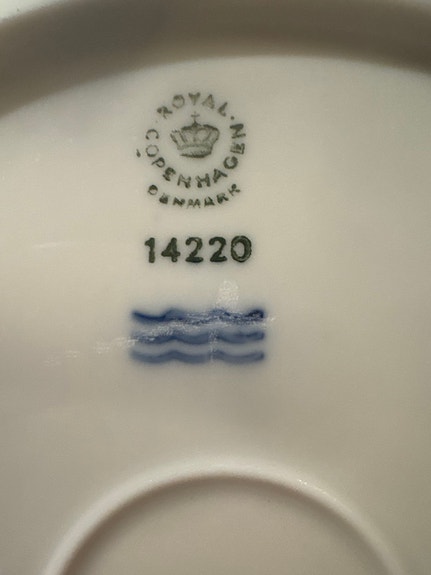 ROYAL
COPENHAGEN
DENMARK
14220